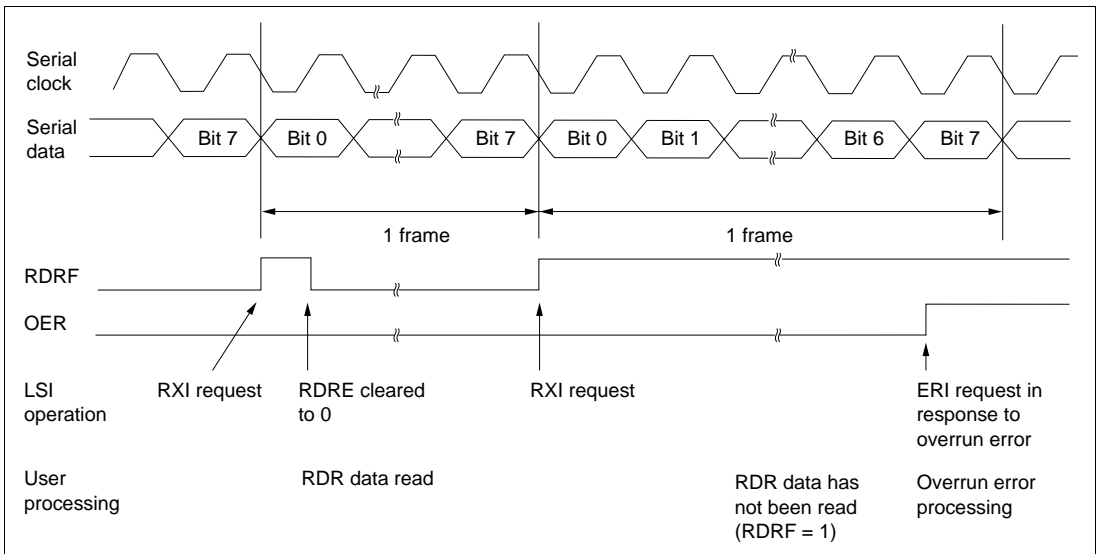 Serial
clock
Serial
data
Bit 7
Bit 0
Bit 7
Bit 0
Bit 1
Bit 6
Bit 7
1 frame
1 frame
RDRF
OER
LSI
operation
RXI request
RDRE cleared
to 0
RXI request
ERI request in
response to
overrun error
User
processing
RDR data read
RDR data has
not been read
(RDRF = 1)
Overrun error
processing